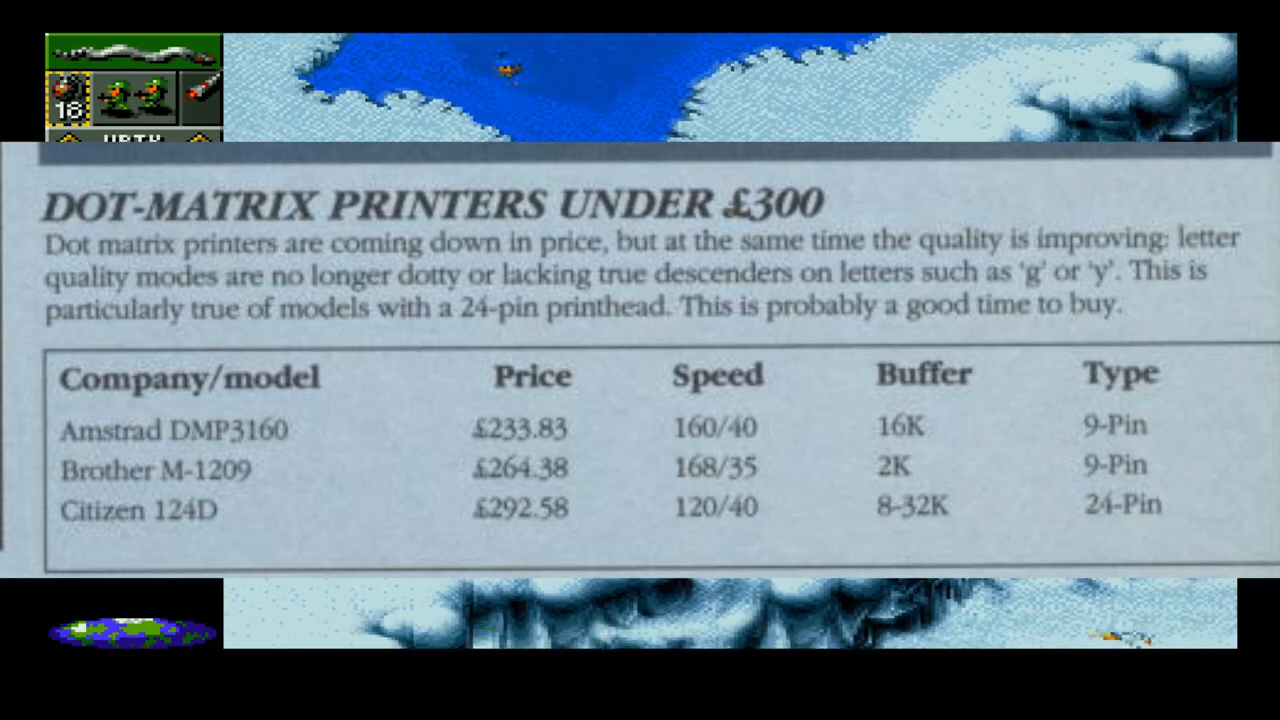 16
DOT-MATRIX PRINTERS UNDER £300
Dot matrix printers are coming down in price, but at the same time the quality is improving: letter
quality modes are no longer dotty or lacking true descenders on letters such as ‘g’ or ‘y’. This is
particularly true of models with a 24-pin printhead. This is probably a good time to buy.
Company/model Price Speed Buffer Type
Amstrad DMP3160 £233.83 160/40 16K 9-Pin
Brother M-1209 £264.38 168/35 2K 9-Pin
Citizen 124D £292.58 120/40 8-32K 24-Pin